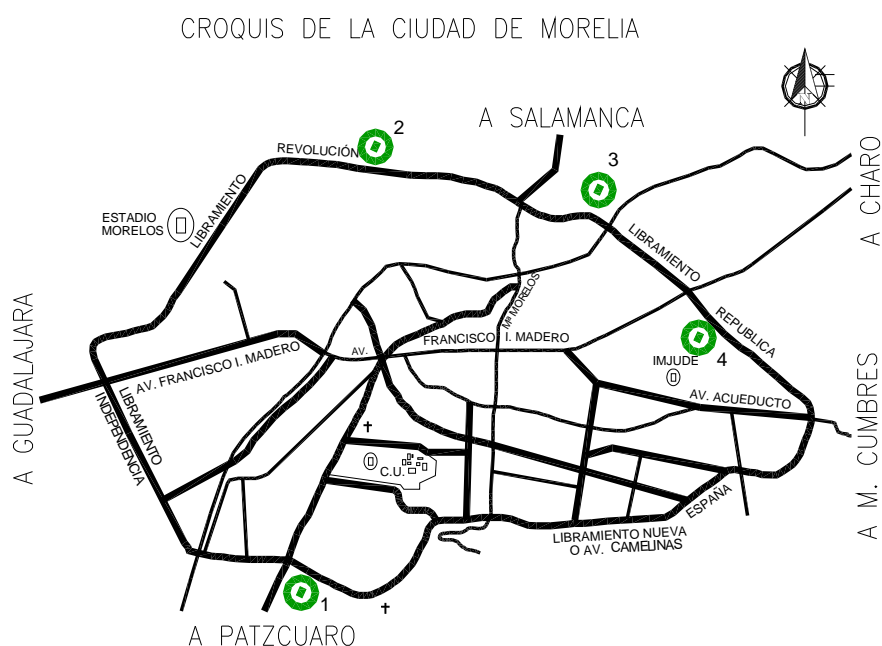 CROQUIS DE LA CIUDAD DE MORELIA
N
A SALAMANCA
2
REVOLUCIÓN
3
A CHARO
LIBRAMIENTO
ESTADIO
MORELOS
LIBRAMIENTO
Mª MORELOS
REPUBLICA
A GUADALAJARA
AV. FRANCISCO I. MADERO
AV.
FRANCISCO I. MADERO
4
IMJUDE
AV. ACUEDUCTO
A M. CUMBRES
LIBRAMIENTO
INDEPENDENCIA
C.U.
ESPAÑA
LIBRAMIENTO NUEVA
O AV. CAMELINAS
1
A PATZCUARO